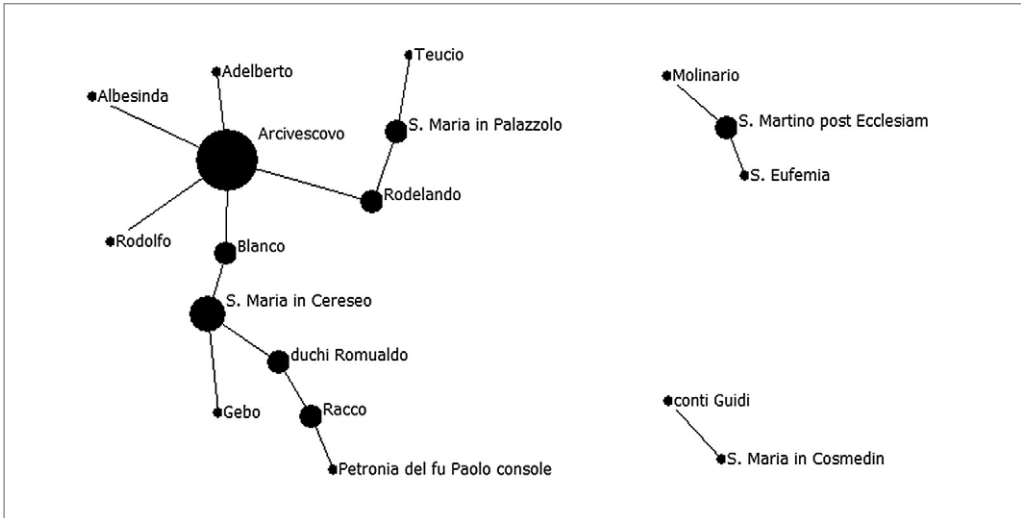 Teucio
Adelberto
Molinario
Albesinda
S. Martino post Ecclesiam
S. Maria in Palazzolo
Arcivescovo
S. Eufemia
Rodelando
Rodolfo
Blanco
S. Maria in Cereseo
duchi Romualdo
conti Guidi
Racco
Gebo
S. Maria in Cosmedin
Petronia del fu Paolo console